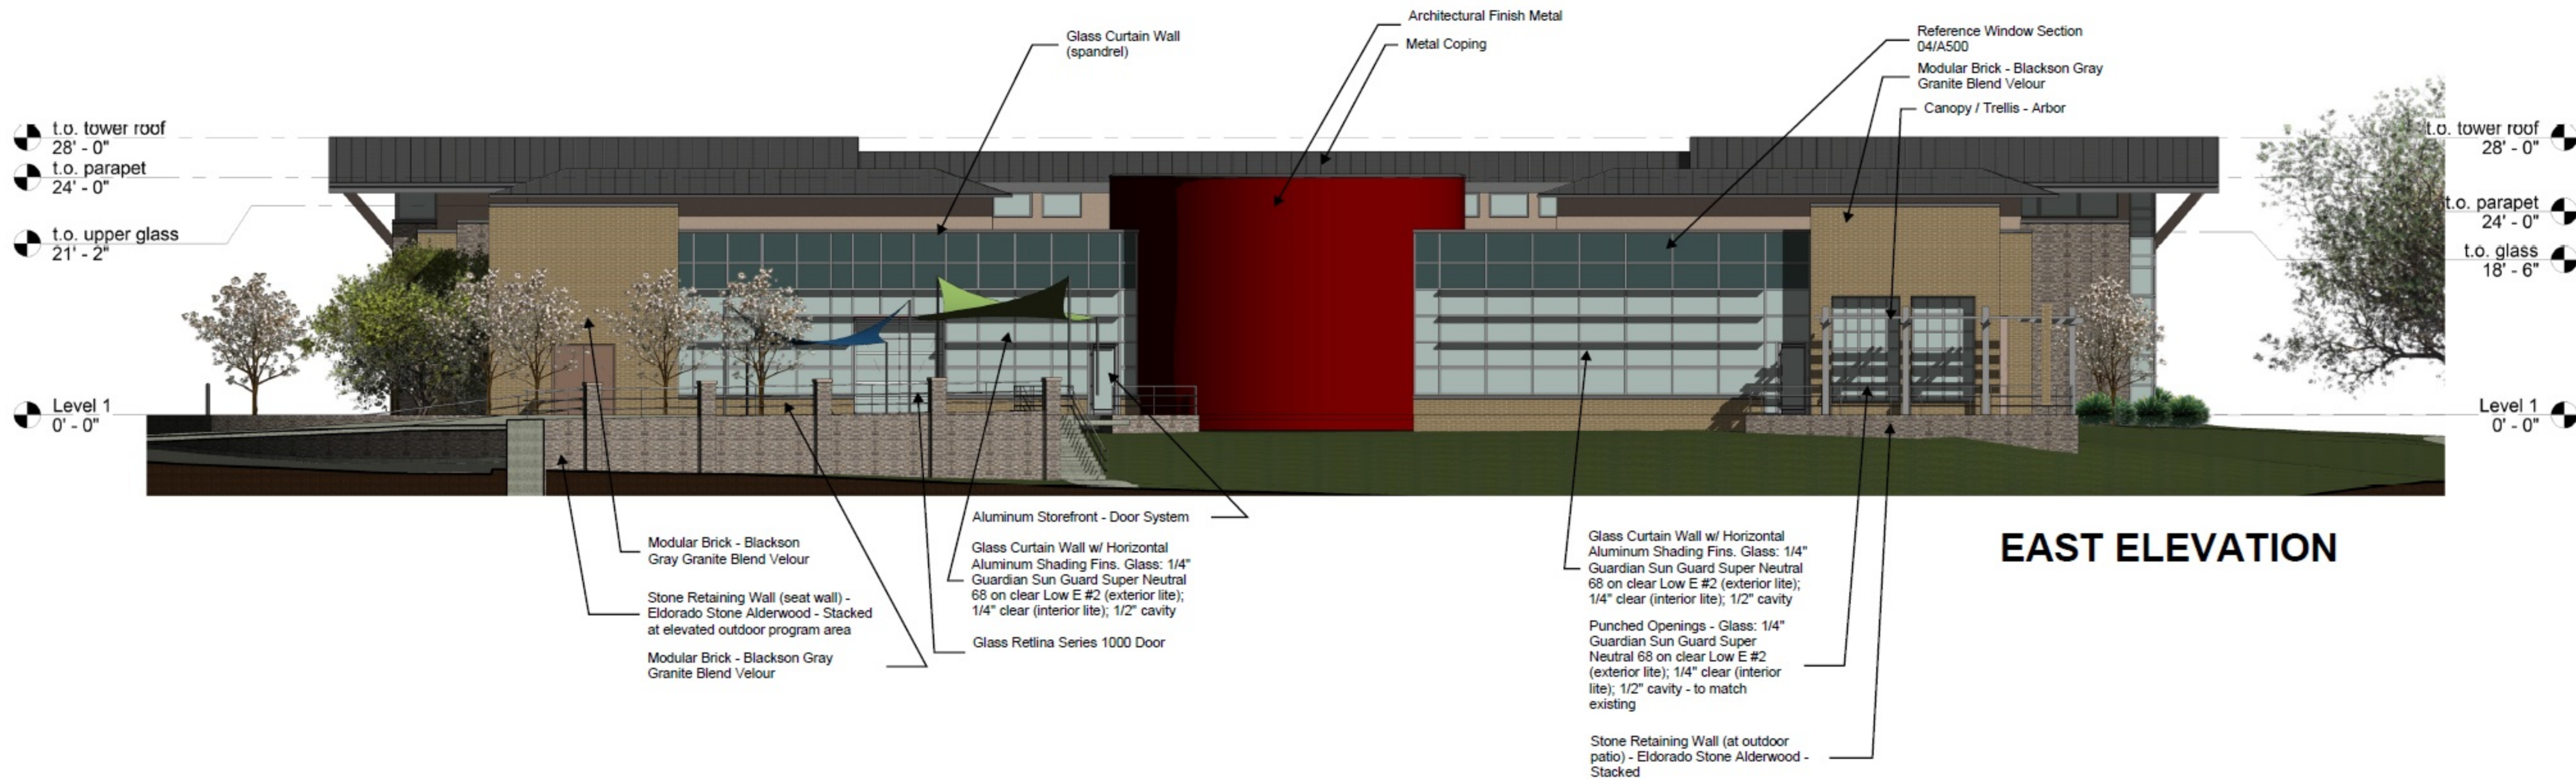 Architectural Finish Metal
Metal Coping
Glass Curtain Wall
(spandrel)
Reference Window Section
04/A500
Modular Brick - Blackson Gray
Granite Blend Velour
Canopy / Trellis - Arbor
t.o. tower roof
28' - 0"
t.o. parapet
24' - 0"
t.o. upper glass
21' - 2"
Level 1
0' - 0"
t.o. tower roof
28' - 0"
t.o. parapet
24' - 0"
t.o. glass
18' - 6"
Level 1
0' - 0"
Modular Brick - Blackson
Gray Granite Blend Velour
Stone Retaining Wall (seat wall) -
Eldorado Stone Alderwood - Stacked
at elevated outdoor program area
Modular Brick - Blackson Gray
Granite Blend Velour
Aluminum Storefront - Door System
Glass Curtain Wall w/ Horizontal
Aluminum Shading Fins. Glass: 1/4"
Guardian Sun Guard Super Neutral
68 on clear Low E #2 (exterior lite);
1/4" clear (interior lite); 1/2" cavity
Glass Retlina Series 1000 Door
Glass Curtain Wall w/ Horizontal
Aluminum Shading Fins. Glass: 1/4"
Guardian Sun Guard Super Neutral
68 on clear Low E #2 (exterior lite);
1/4" clear (interior lite); 1/2" cavity
Punched Openings - Glass: 1/4"
Guardian Sun Guard Super
Neutral 68 on clear Low E #2
(exterior lite); 1/4" clear (interior
lite); 1/2" cavity - to match
existing
Stone Retaining Wall (at outdoor
patio) - Eldorado Stone Alderwood -
Stacked
EAST ELEVATION